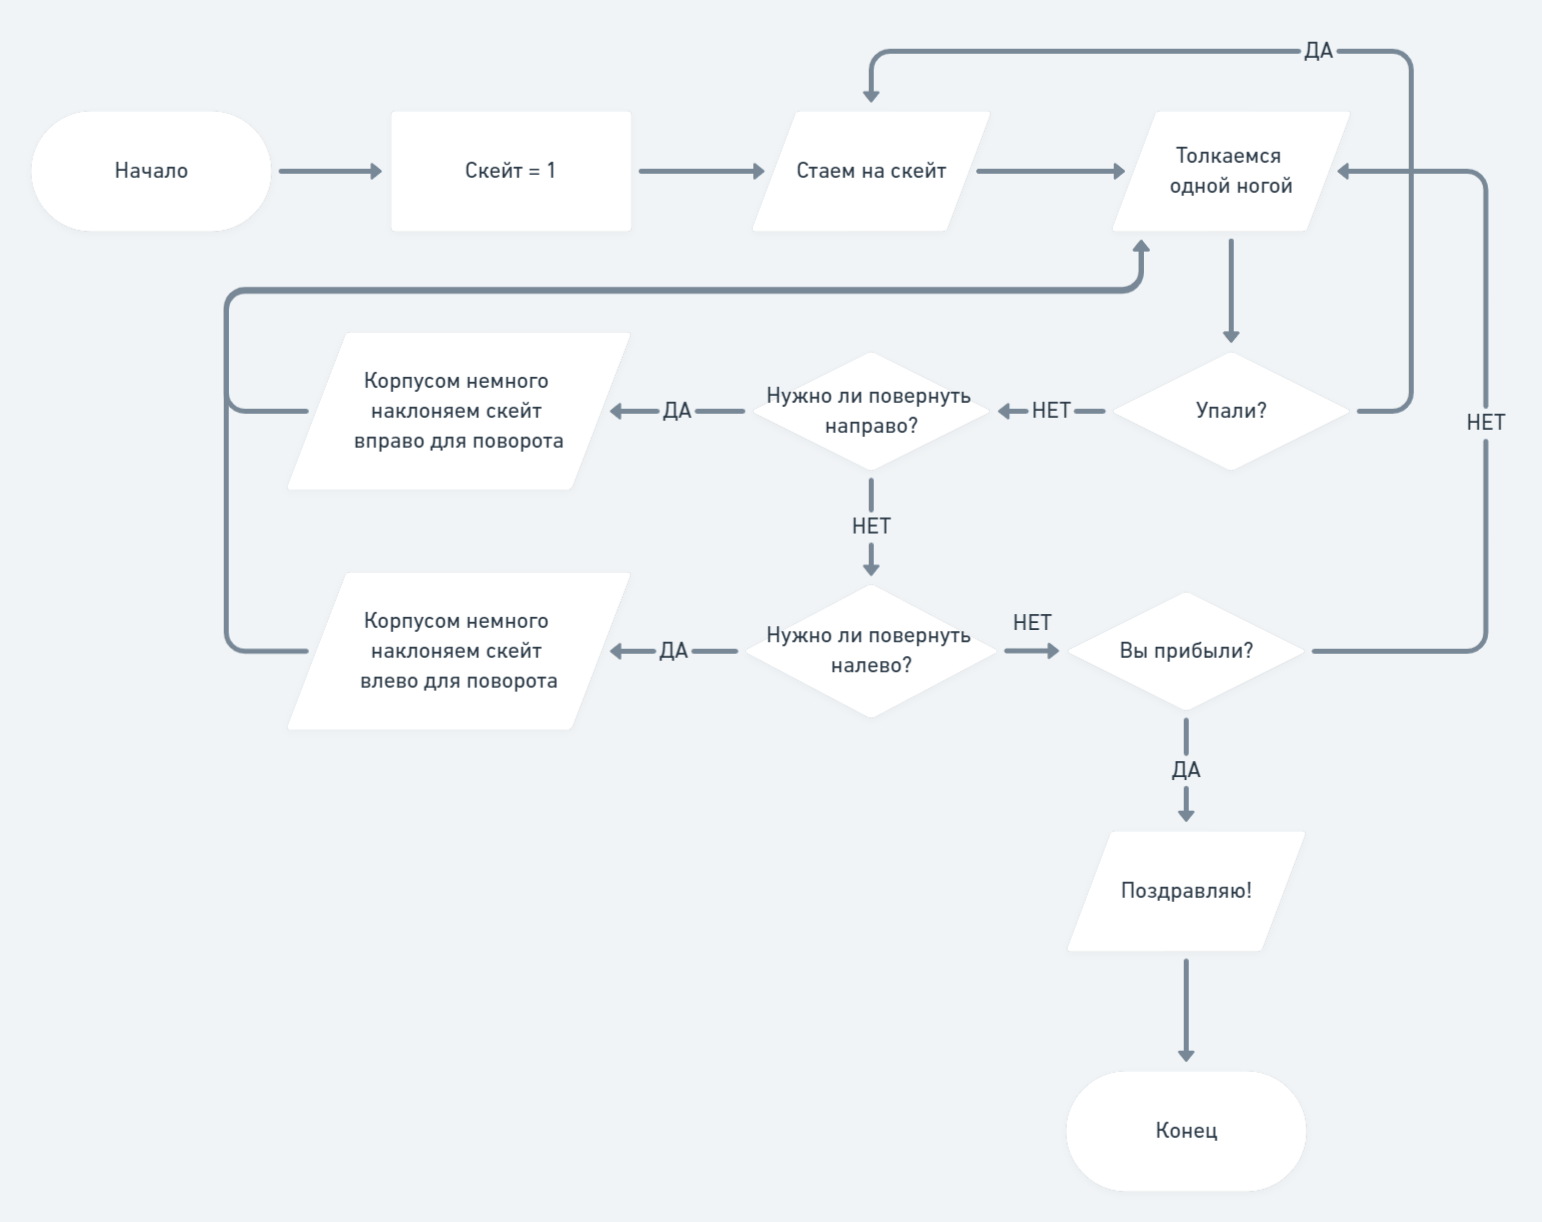 ДА
Начало
Скейт = 1
Стаем на скейт
Толкаемся
одной ногой
Корпусом немного
наклоняем скейт
вправо для поворота
ДА
Нужно ли повернуть
направо?
НЕТ
Упали?
НЕТ
НЕТ
Корпусом немного
наклоняем скейт
влево для поворота
ДА
Нужно ли повернуть
налево?
НЕТ
Вы прибыли?
ДА
Поздравляю!
Конец